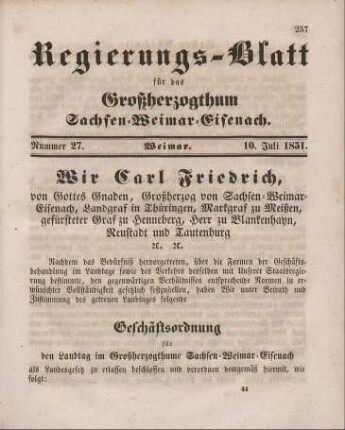 257
Regierungs-Blatt
für das
Großherzogthum
Sachsen-Weimar-Eisenach.
Nummer 27. Weimar. 10. Juli 1851.
Wir Carl Friedrich,
von Gottes Gnaden, Großherzog von Sachsen-Weimar-
Eisenach, Landgraf in Thüringen, Markgraf zu Meißen,
gefürsteter Graf zu Henneberg, Herr zu Blankenhayn,
Neustadt und Tautenburg
ꝛc. ꝛc.
Nachdem das Bedürfniß hervorgetreten, über die Formen der Geschäfts-
behandlung im Landtage sowie des Verkehrs desselben mit Unserer Staatsregie-
rung bestimmte, den gegenwärtigen Verhältnissen entsprechende Normen in er-
wünschter Vollständigkeit gesetzlich festzustellen, haben Wir unter Beirath und
Zustimmung des getreuen Landtages folgende
Geschäftsordnung
für
den Landtag im Großherzogthume Sachsen-Weimar-Eisenach
als Landesgesetz zu erlassen beschlossen und verordnen demgemäß hiermit, wie
folgt:
44